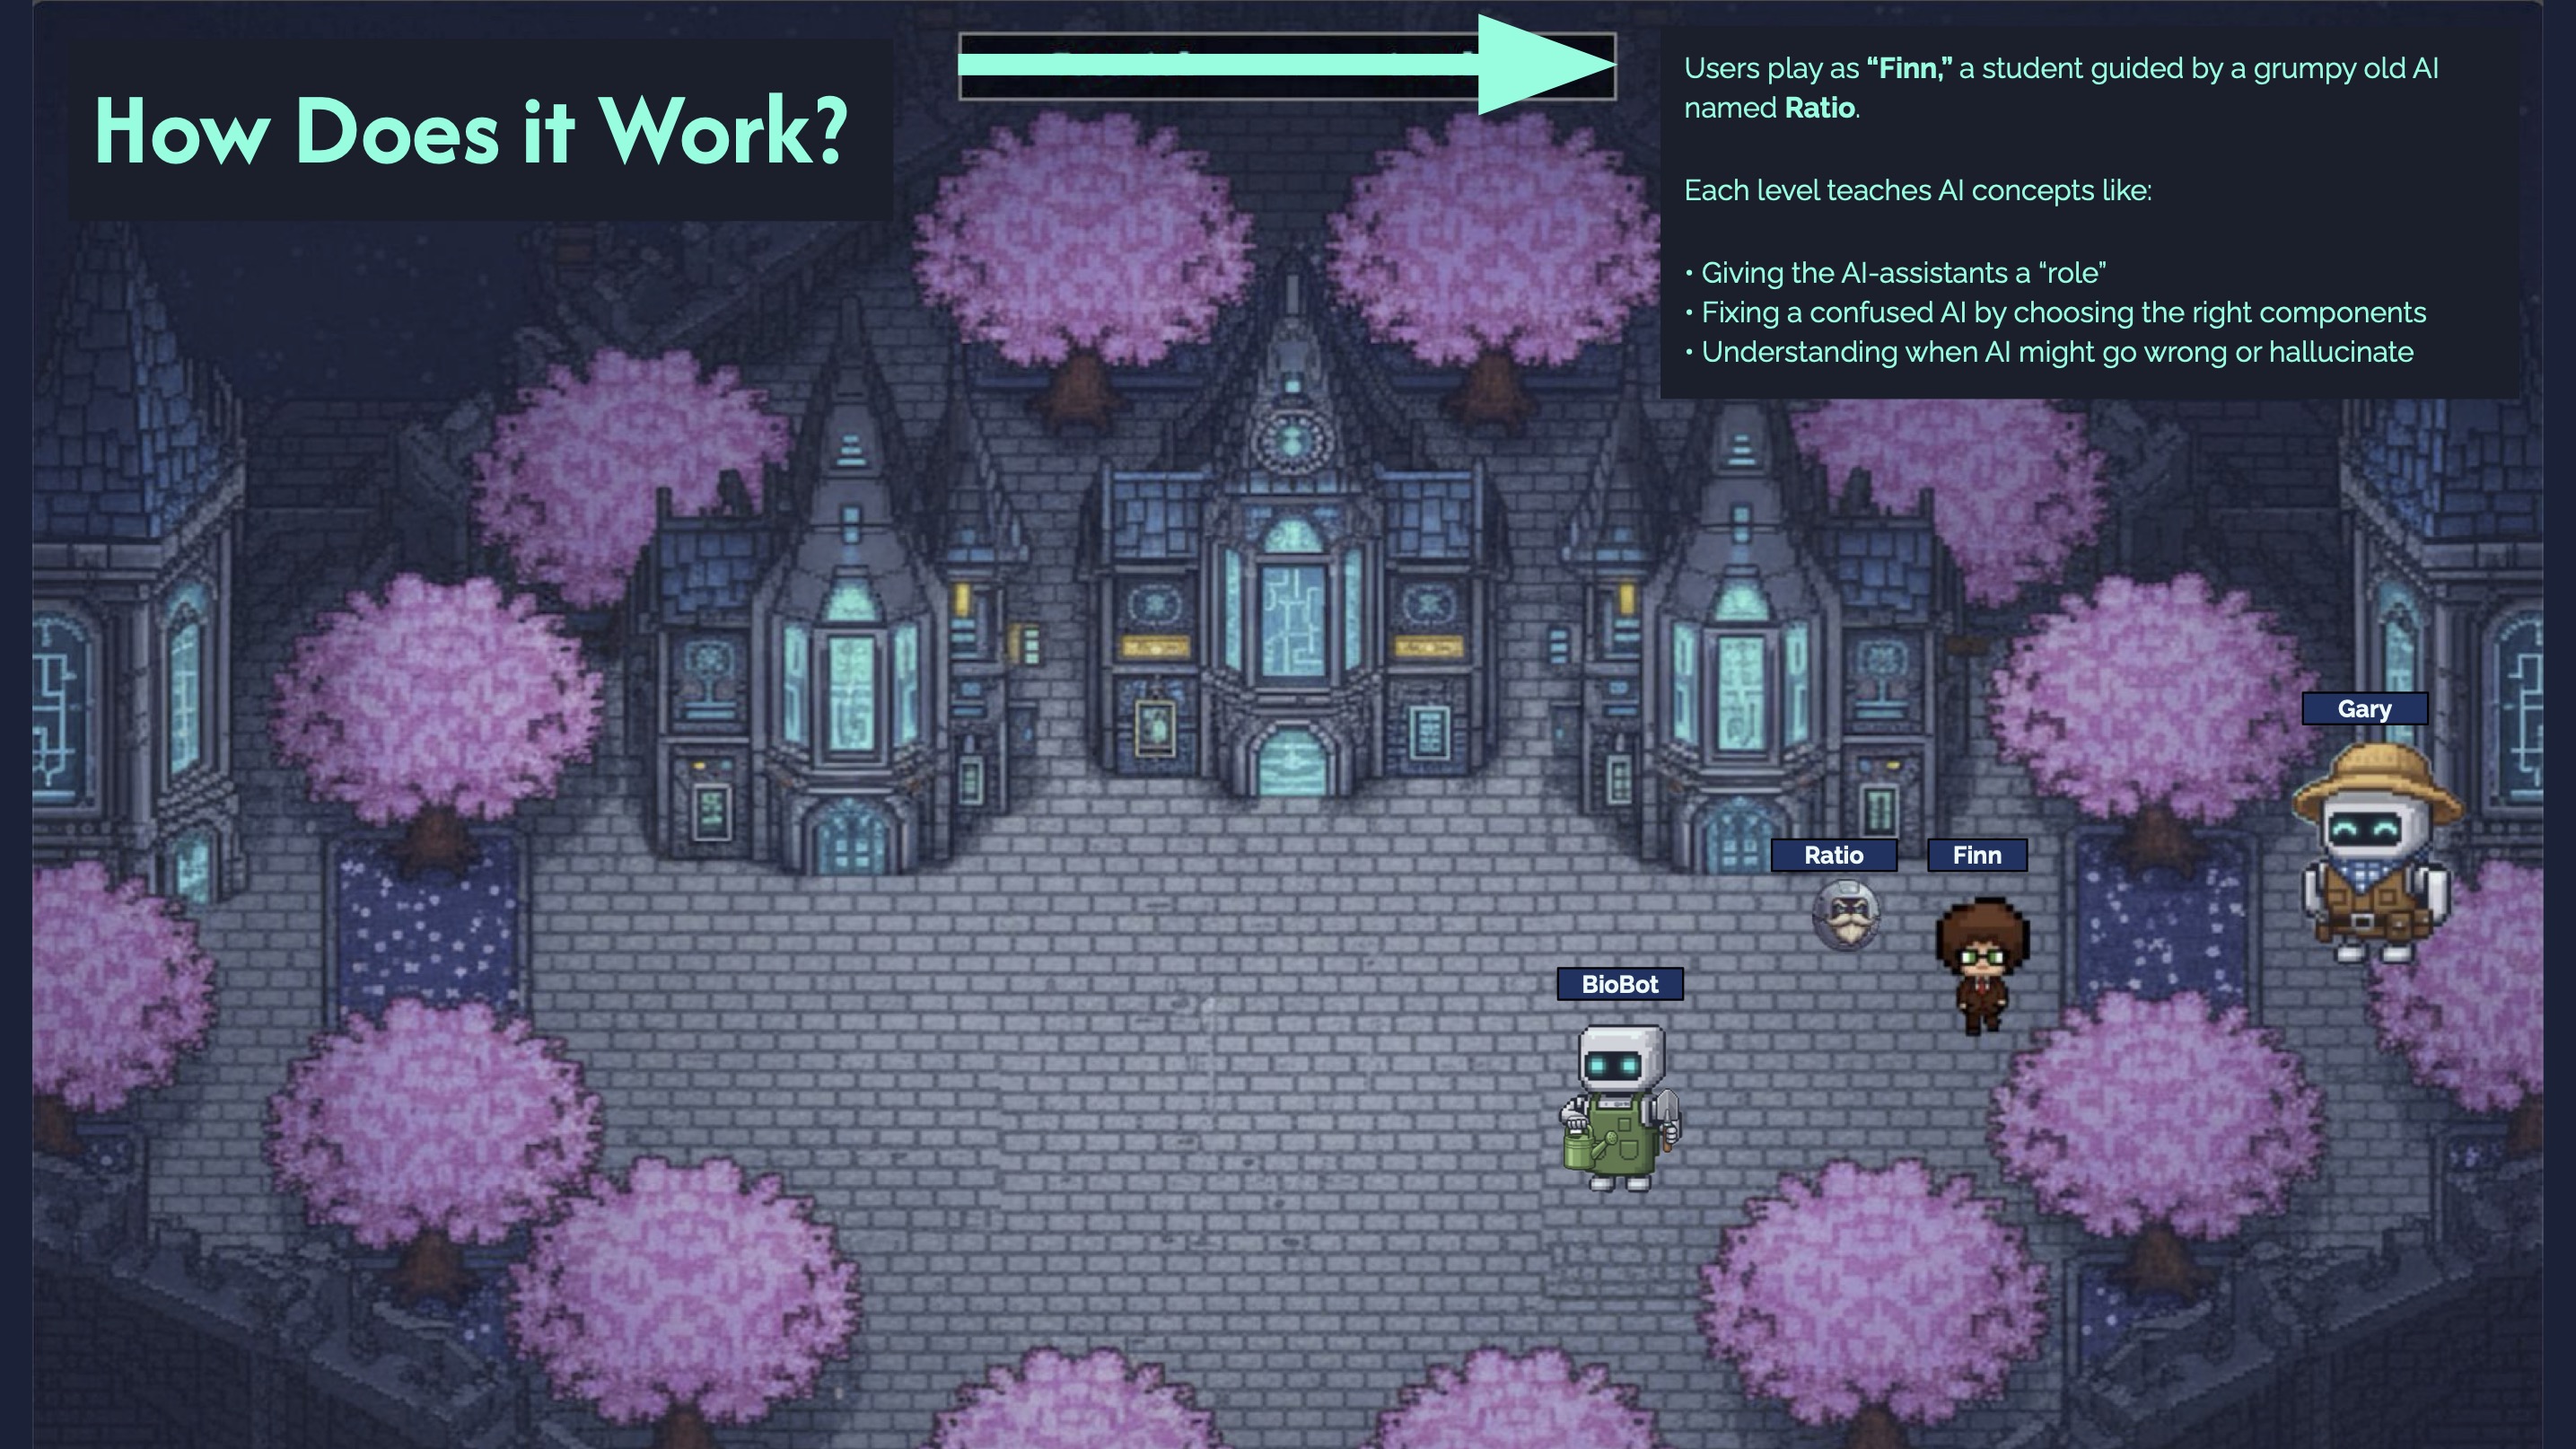 How Does it Work?
Users play as “Finn,” a student guided by a grumpy old AI
named Ratio.
Each level teaches AI concepts like:
• Giving the AI-assistants a “role”
• Fixing a confused AI by choosing the right components
• Understanding when AI might go wrong or hallucinate
Gary
Ratio
Finn
BioBot